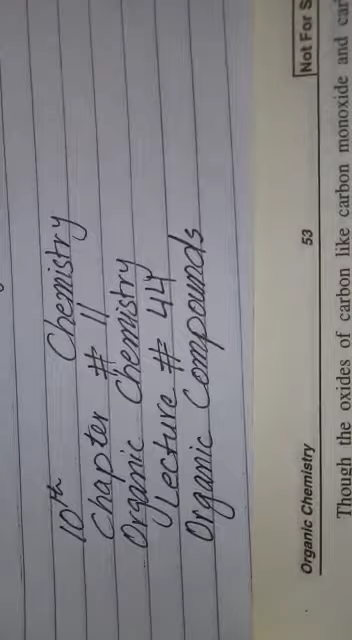 10th Chemistry
Chapter # 11
Organic Chemistry
Lecture # 44
Organic Compounds
Organic Chemistry 53 Not For S
Though the oxides of carbon like carbon monoxide and car